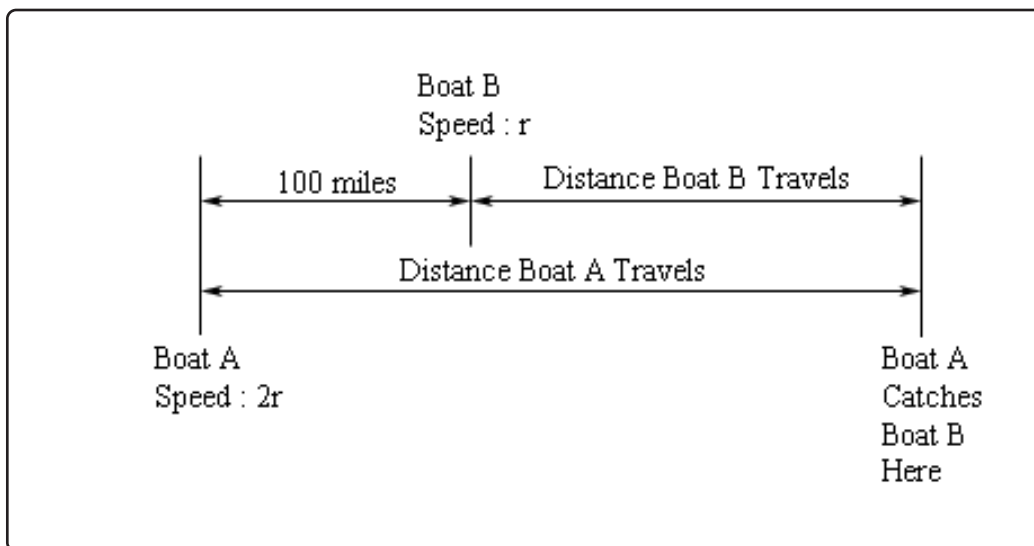 Boat B
Speed : r
100 miles
Distance Boat B Travels
Distance Boat A Travels
Boat A
Speed : 2r
Boat A
Catches
Boat B
Here